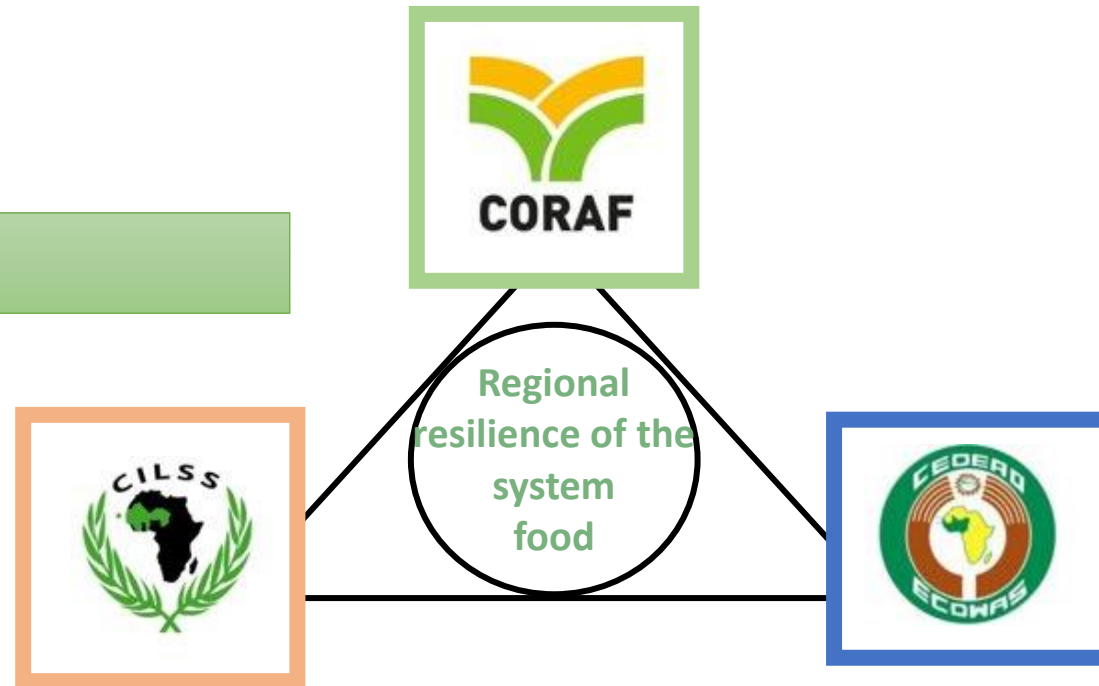 CORAF
Regional
resilience of the
system
food
CILSS
CEDEAO
ECOWAS